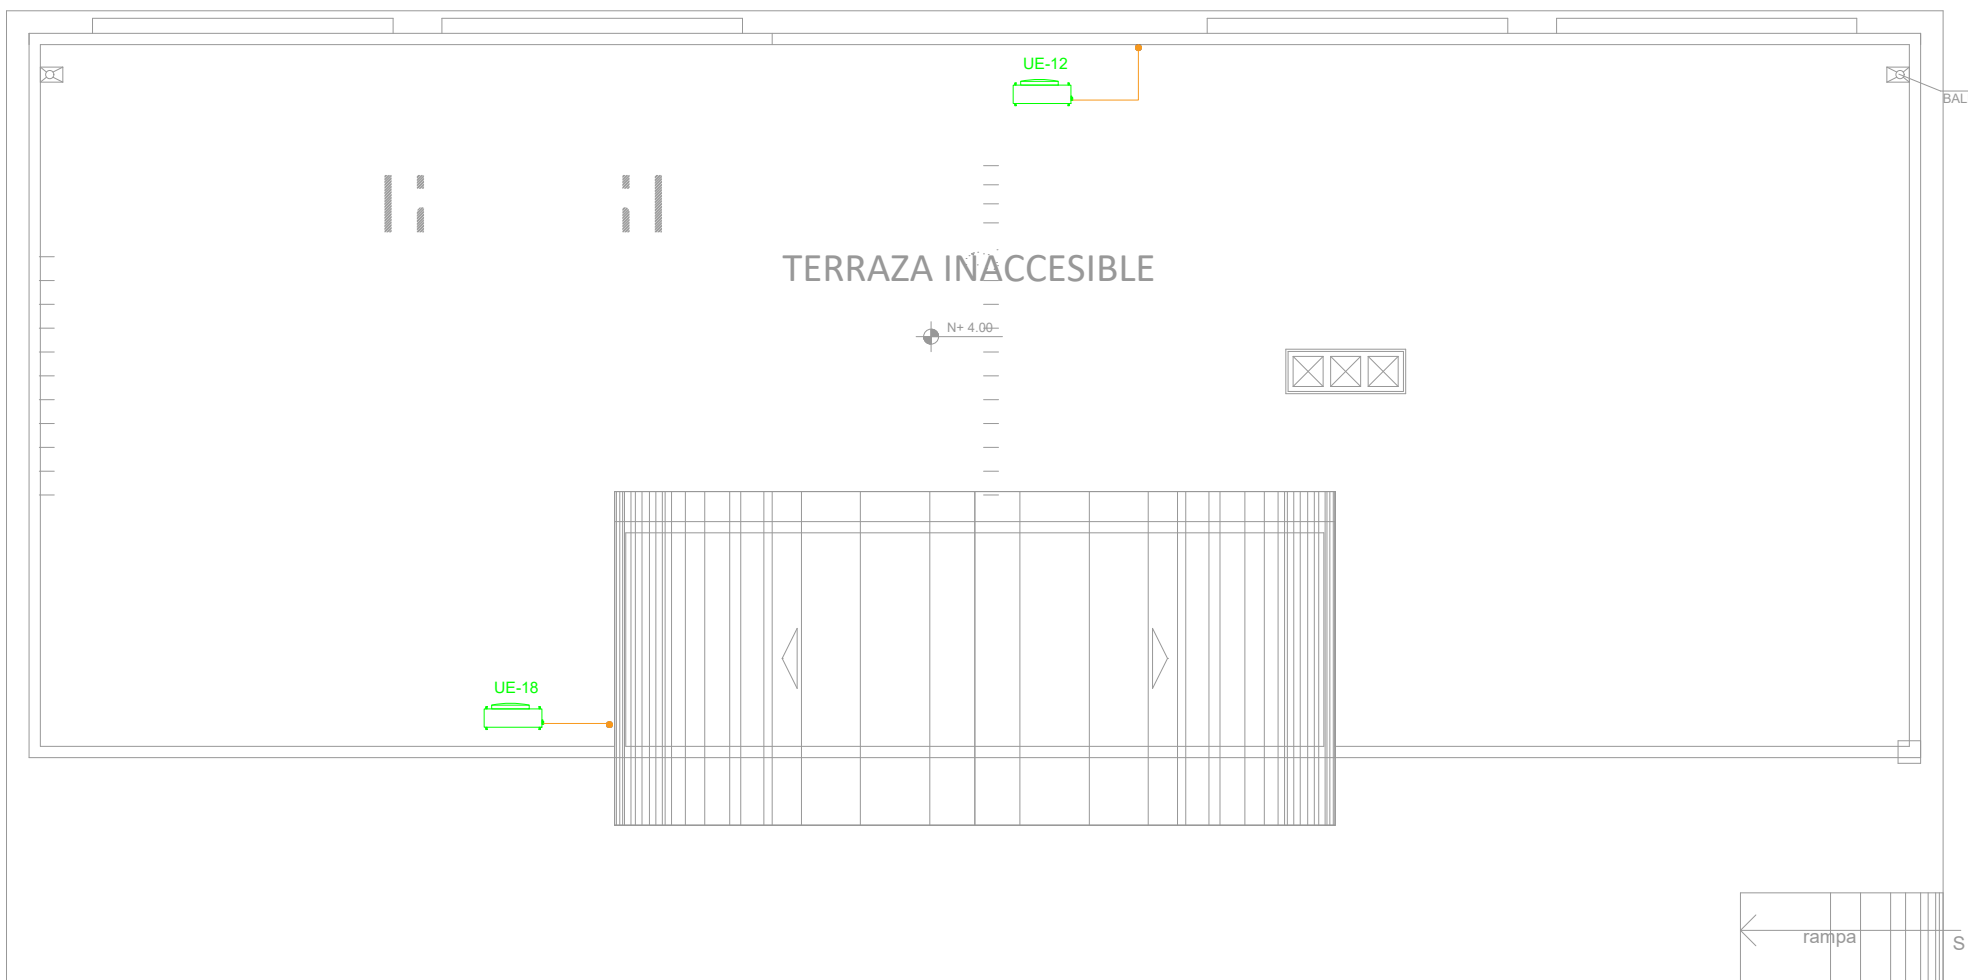 UE-12
BAL
TERRAZA INACCESIBLE
N+ 4.00
UE-18
rampa
S